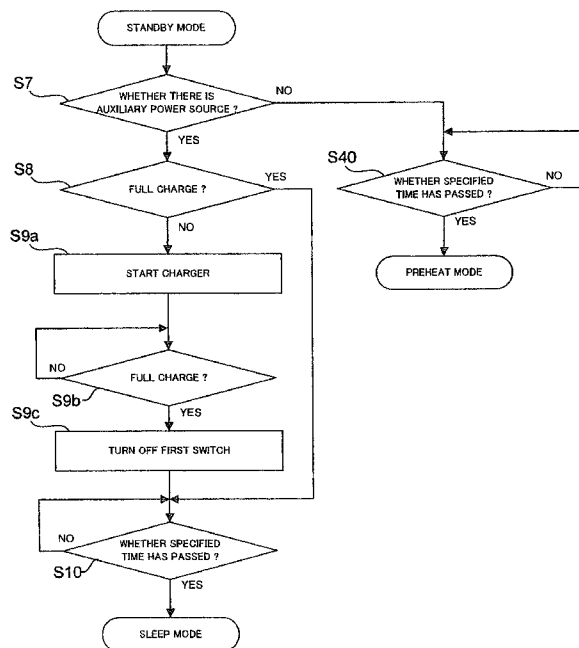 STANDBY MODE
S7
WHETHER THERE IS
AUXILIARY POWER SOURCE ?
NO
YES
S8
FULL CHARGE ?
YES
NO
S40
WHETHER SPECIFIED
TIME HAS PASSED ?
NO
YES
PREHEAT MODE
S9a
START CHARGER
FULL CHARGE ?
NO
S9b
YES
S9c
TURN OFF FIRST SWITCH
NO
WHETHER SPECIFIED
TIME HAS PASSED ?
S10
YES
SLEEP MODE